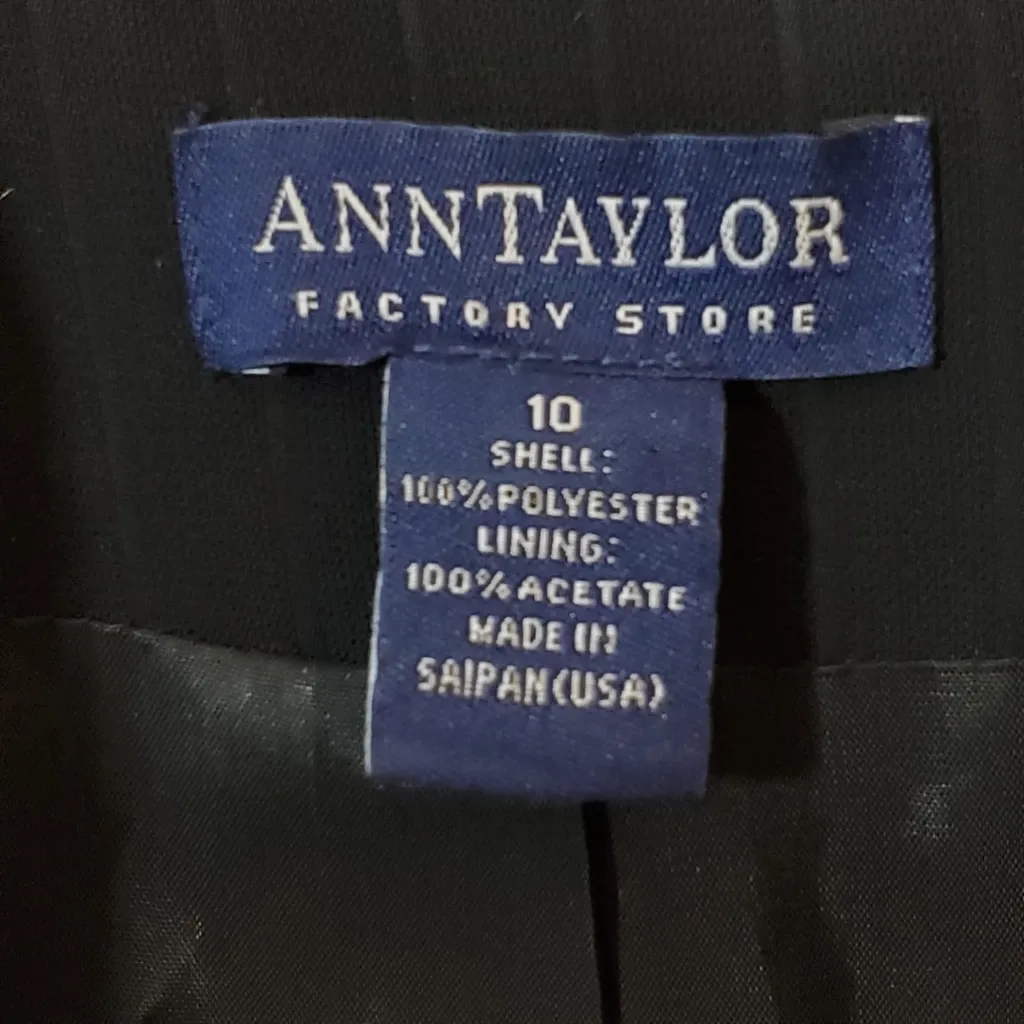 ANNTAYLOR
FACTORY STORE
10
SHELL:
100%POLYESTER
LINING:
100%ACETATE
MADE IN
SAIPAN(USA)